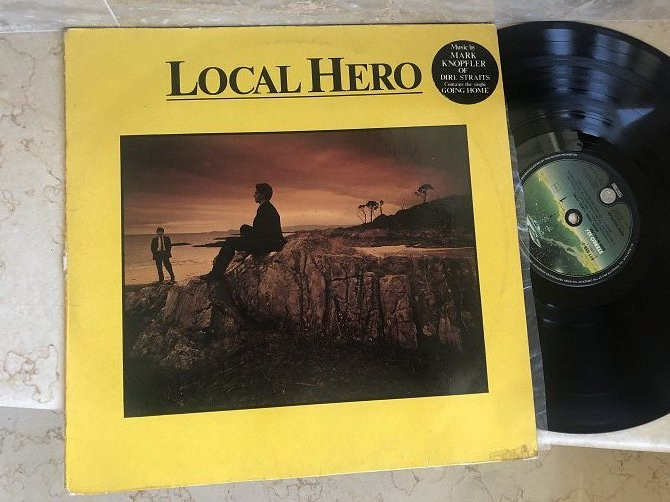 LOCAL HERO
Music by
MARK
KNOPFLER
OF
DIRE STRAITS
Contains the single
GOING HOME